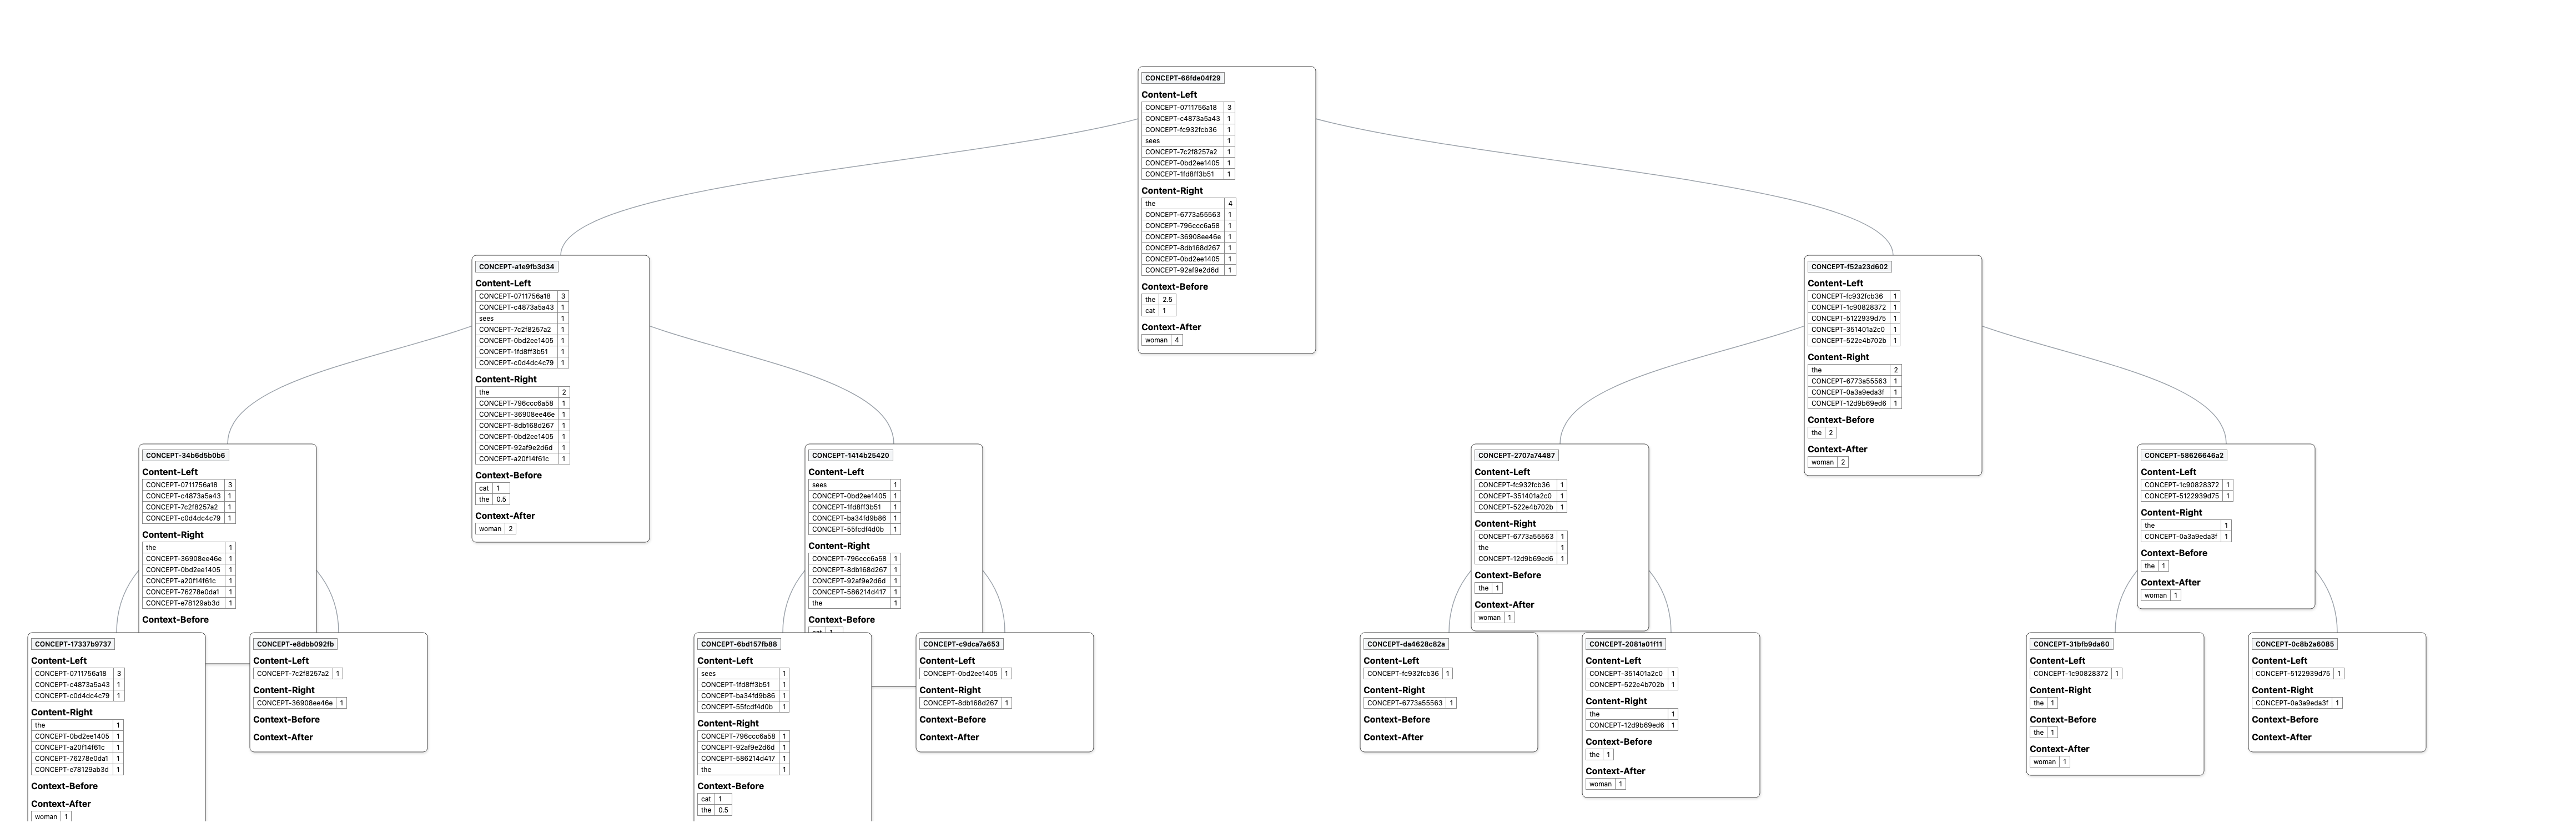 CONCEPT-66fde04f29
Content-Left
CONCEPT-0711756a18 3
CONCEPT-c4873a5a43 1
CONCEPT-fc932fcb36 1
sees 1
CONCEPT-7c2f8257a2 1
CONCEPT-0bd2ee1405 1
CONCEPT-1fd8ff3b51 1
Content-Right
the 4
CONCEPT-6773a55563 1
CONCEPT-796ccc6a58 1
CONCEPT-36908ee46e 1
CONCEPT-8db168d267 1
CONCEPT-0bd2ee1405 1
CONCEPT-92af9e2d6d 1
Context-Before
the 2.5
cat 1
Context-After
woman 4
CONCEPT-a1e9fb3d34
Content-Left
CONCEPT-0711756a18 3
CONCEPT-c4873a5a43 1
sees 1
CONCEPT-7c2f8257a2 1
CONCEPT-0bd2ee1405 1
CONCEPT-1fd8ff3b51 1
CONCEPT-c0d4dc4c79 1
Content-Right
the 2
CONCEPT-796ccc6a58 1
CONCEPT-36908ee46e 1
CONCEPT-8db168d267 1
CONCEPT-0bd2ee1405 1
CONCEPT-92af9e2d6d 1
CONCEPT-a20f14f61c 1
Context-Before
cat 1
the 0.5
Context-After
woman 2
CONCEPT-f52a23d602
Content-Left
CONCEPT-fc932fcb36 1
CONCEPT-1c90828372 1
CONCEPT-5122939d75 1
CONCEPT-351401a2c0 1
CONCEPT-522e4b702b 1
Content-Right
the 2
CONCEPT-6773a55563 1
CONCEPT-0a3a9eda3f 1
CONCEPT-12d9b69ed6 1
Context-Before
the 2
Context-After
woman 2
CONCEPT-34b6d5b0b6
Content-Left
CONCEPT-0711756a18 3
CONCEPT-c4873a5a43 1
CONCEPT-7c2f8257a2 1
CONCEPT-c0d4dc4c79 1
Content-Right
the 1
CONCEPT-36908ee46e 1
CONCEPT-0bd2ee1405 1
CONCEPT-a20f14f61c 1
CONCEPT-76278e0da1 1
CONCEPT-e78129ab3d 1
Context-Before
CONCEPT-1414b25420
Content-Left
sees 1
CONCEPT-0bd2ee1405 1
CONCEPT-1fd8ff3b51 1
CONCEPT-ba34fd9b86 1
CONCEPT-55fcdf4d0b 1
Content-Right
CONCEPT-796ccc6a58 1
CONCEPT-8db168d267 1
CONCEPT-92af9e2d6d 1
CONCEPT-586214d417 1
the 1
Context-Before
CONCEPT-2707a74487
Content-Left
CONCEPT-fc932fcb36 1
CONCEPT-351401a2c0 1
CONCEPT-522e4b702b 1
Content-Right
CONCEPT-6773a55563 1
the 1
CONCEPT-12d9b69ed6 1
Context-Before
the 1
Context-After
woman 1
CONCEPT-58626646a2
Content-Left
CONCEPT-1c90828372 1
CONCEPT-5122939d75 1
Content-Right
the 1
CONCEPT-0a3a9eda3f 1
Context-Before
the 1
Context-After
woman 1
CONCEPT-17337b9737
Content-Left
CONCEPT-0711756a18 3
CONCEPT-c4873a5a43 1
CONCEPT-c0d4dc4c79 1
Content-Right
the 1
CONCEPT-0bd2ee1405 1
CONCEPT-a20f14f61c 1
CONCEPT-76278e0da1 1
CONCEPT-e78129ab3d 1
Context-Before
Context-After
woman 1
CONCEPT-e8dbb092fb
Content-Left
CONCEPT-7c2f8257a2 1
Content-Right
CONCEPT-36908ee46e 1
Context-Before
Context-After
CONCEPT-6bd157fb88
Content-Left
sees 1
CONCEPT-1fd8ff3b51 1
CONCEPT-ba34fd9b86 1
CONCEPT-55fcdf4d0b 1
Content-Right
CONCEPT-796ccc6a58 1
CONCEPT-92af9e2d6d 1
CONCEPT-586214d417 1
the 1
Context-Before
cat 1
the 0.5
CONCEPT-c9dca7a653
Content-Left
CONCEPT-0bd2ee1405 1
Content-Right
CONCEPT-8db168d267 1
Context-Before
Context-After
CONCEPT-da4628c82a
Content-Left
CONCEPT-fc932fcb36 1
Content-Right
CONCEPT-6773a55563 1
Context-Before
Context-After
CONCEPT-2081a01f11
Content-Left
CONCEPT-351401a2c0 1
CONCEPT-522e4b702b 1
Content-Right
the 1
CONCEPT-12d9b69ed6 1
Context-Before
the 1
Context-After
woman 1
CONCEPT-31bfb9da60
Content-Left
CONCEPT-1c90828372 1
Content-Right
the 1
Context-Before
the 1
Context-After
woman 1
CONCEPT-0c8b2a6085
Content-Left
CONCEPT-5122939d75 1
Content-Right
CONCEPT-0a3a9eda3f 1
Context-Before
Context-After